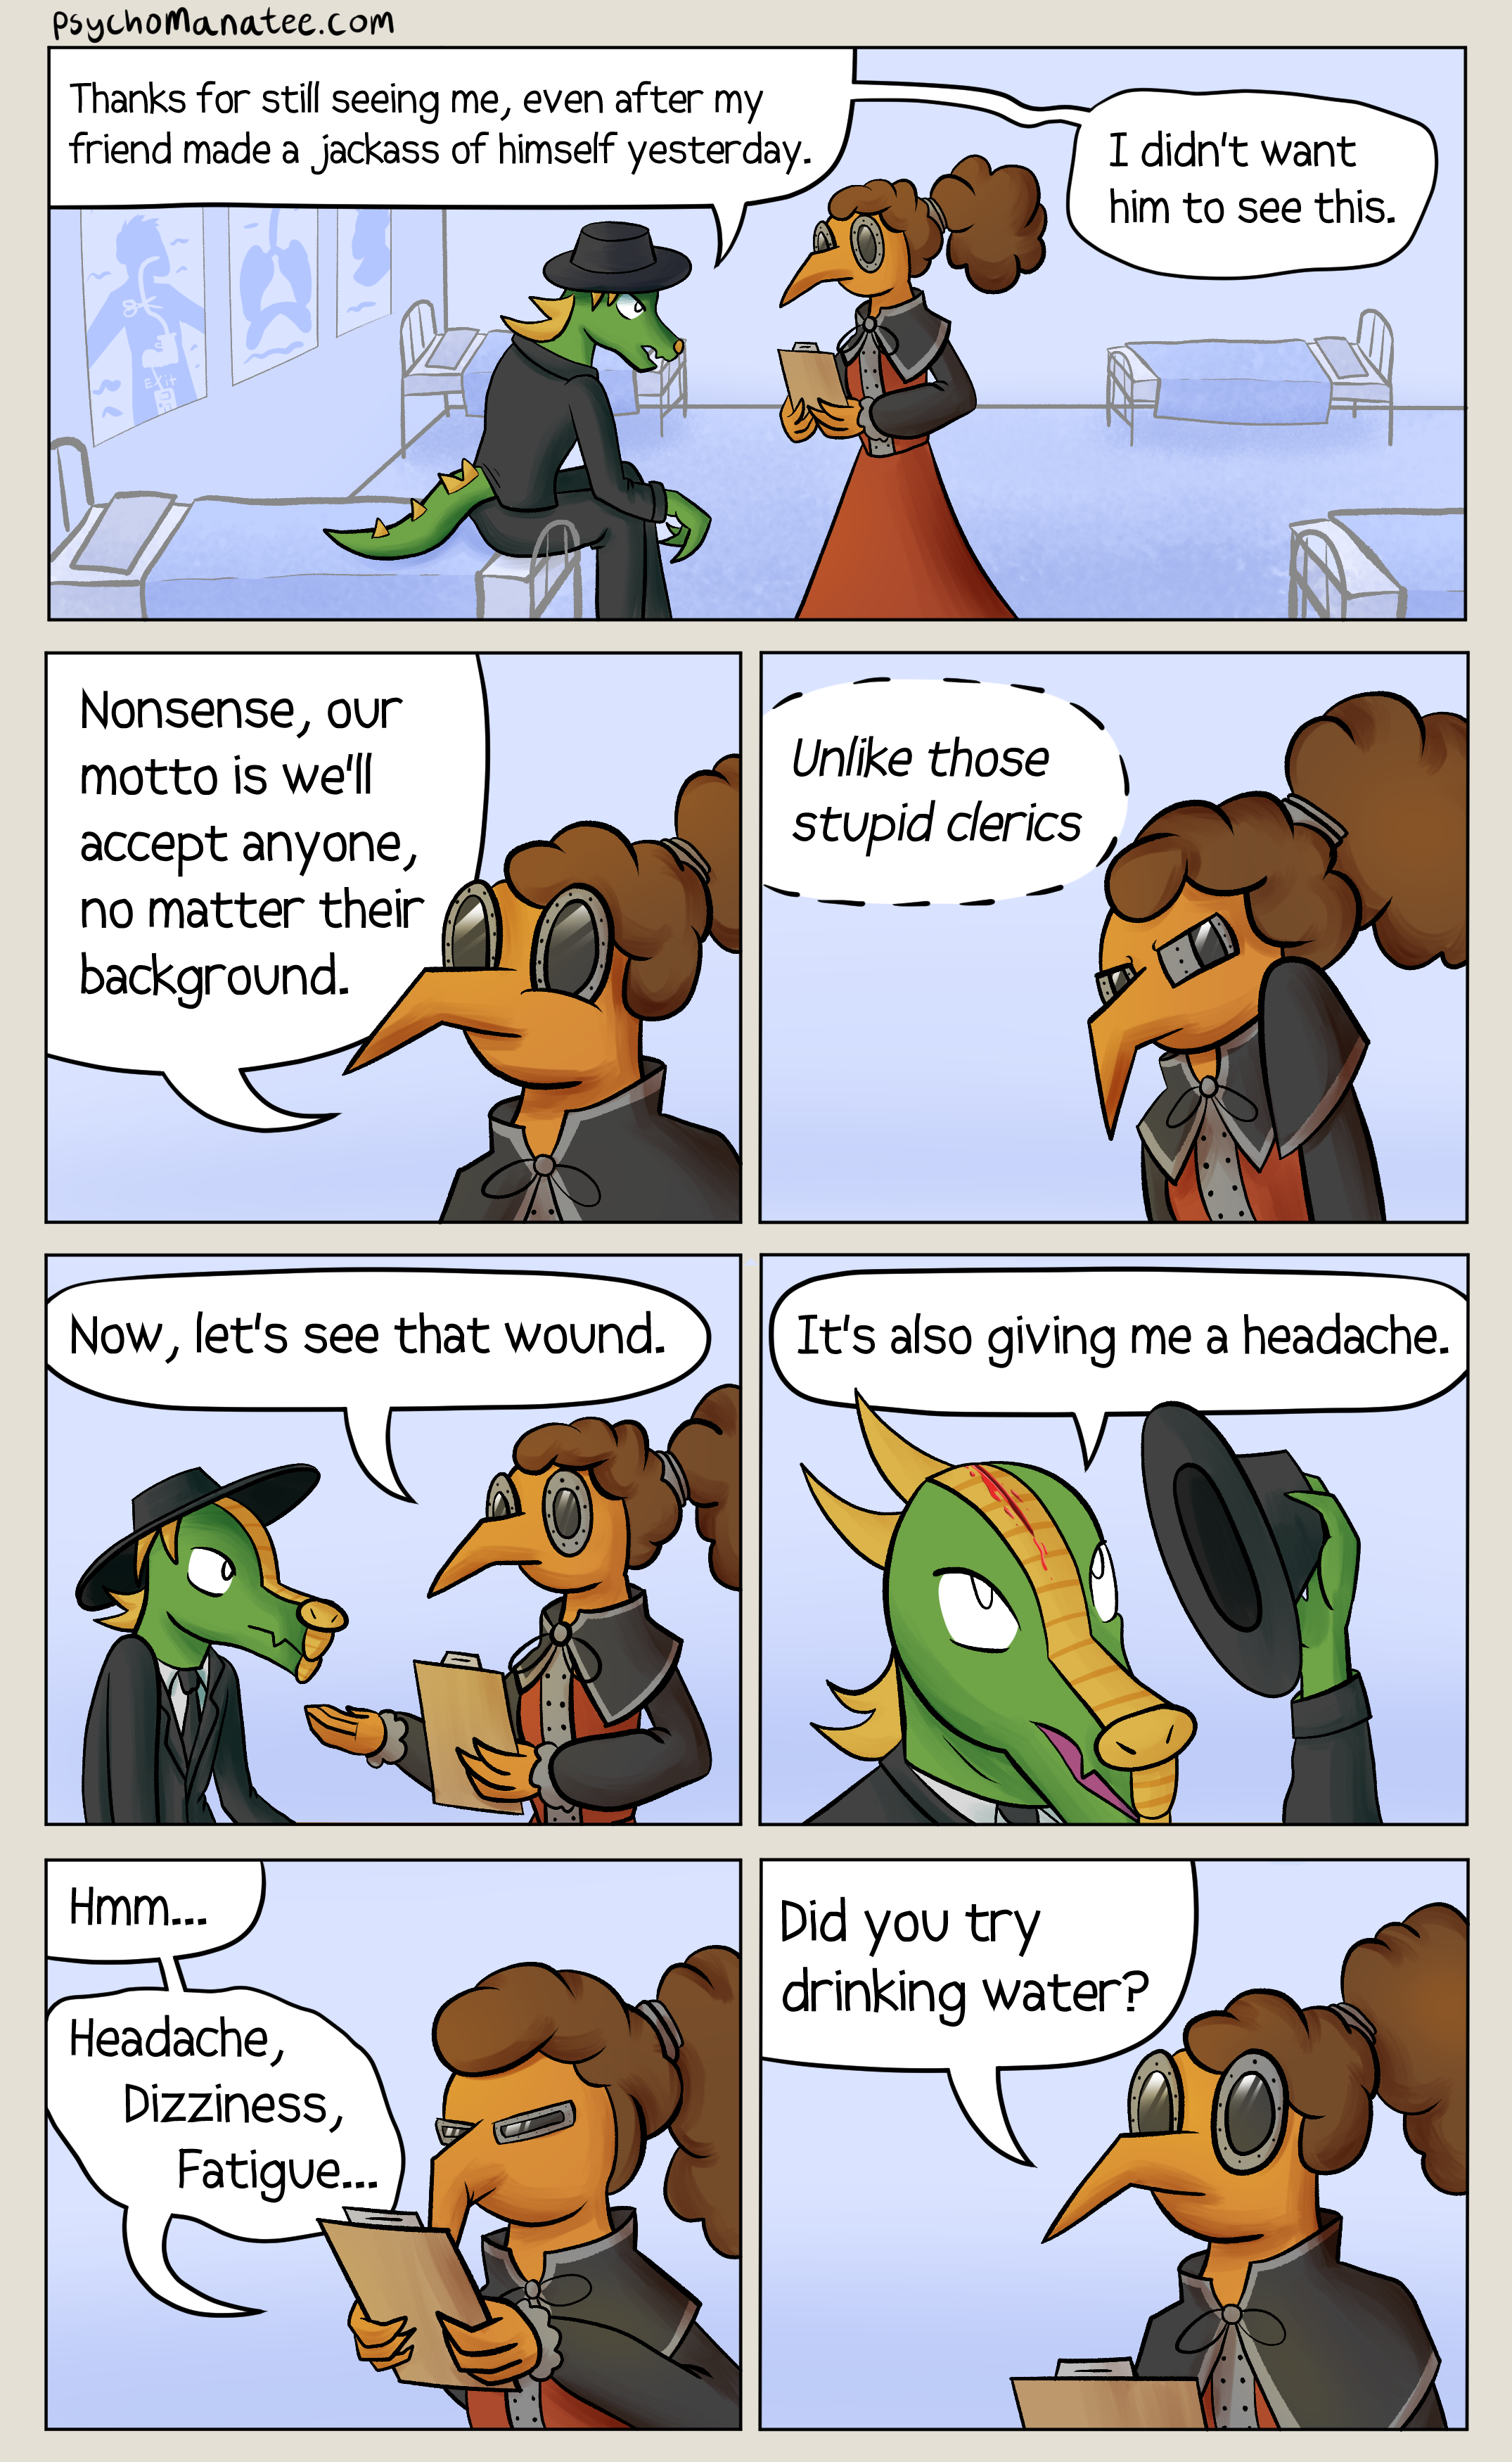 psychomanatee.com
Thanks for still seeing me, even after my
friend made a jackass of himself yesterday.
I didn't want
him to see this.
Exit
Nonsense, our
motto is we'll
accept anyone,
no matter their
background.
Unlike those
stupid clerics
Now, let's see that wound.
It's also giving me a headache.
Hmm...
Headache,
Dizziness,
Fatigue...
Did you try
drinking water?